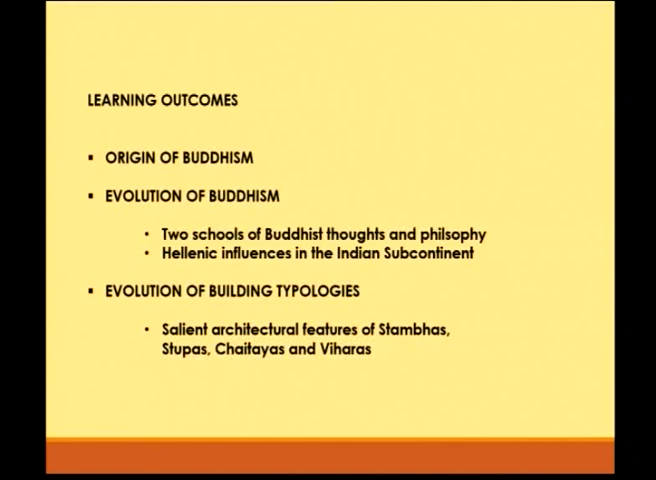 LEARNING OUTCOMES
▪ ORIGIN OF BUDDHISM
▪ EVOLUTION OF BUDDHISM
• Two schools of Buddhist thoughts and philsophy
• Hellenic influences in the Indian Subcontinent
▪ EVOLUTION OF BUILDING TYPOLOGIES
• Salient architectural features of Stambhas,
Stupas, Chaitayas and Viharas